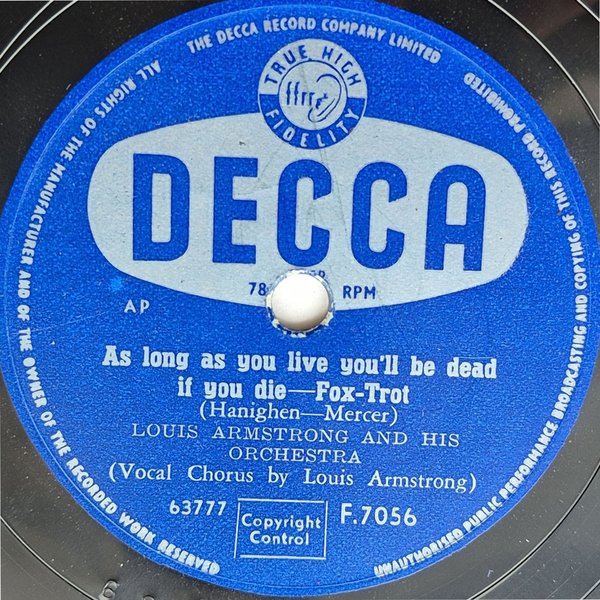 ALL RIGHTS OF THE MANUFACTURER AND OF THE OWNER OF THE RECORDED WORK RESERVED
THE DECCA RECORD COMPANY LIMITED
UNAUTHORISED PUBLIC PERFORMANCE BROADCASTING AND COPYING OF THIS RECORD PROHIBITED
TRUE HIGH
ffrr
FIDELITY
DECCA
78 RPM
AP
As long as you live you'll be dead
if you die—Fox-Trot
(Hanighen—Mercer)
LOUIS ARMSTRONG AND HIS
ORCHESTRA
(Vocal Chorus by Louis Armstrong)
63777
Copyright
Control
F.7056